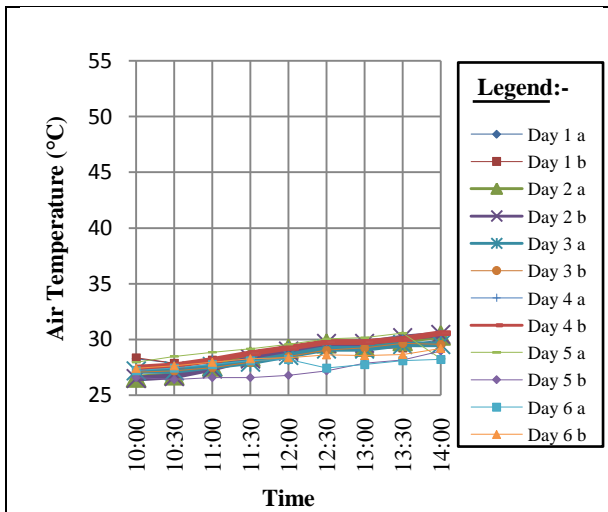 Air Temperature (°C)
55
50
45
40
35
30
25
10:00
10:30
11:00
11:30
12:00
12:30
13:00
13:30
14:00
Time
Legend:-
Day 1 a
Day 1 b
Day 2 a
Day 2 b
Day 3 a
Day 3 b
Day 4 a
Day 4 b
Day 5 a
Day 5 b
Day 6 a
Day 6 b